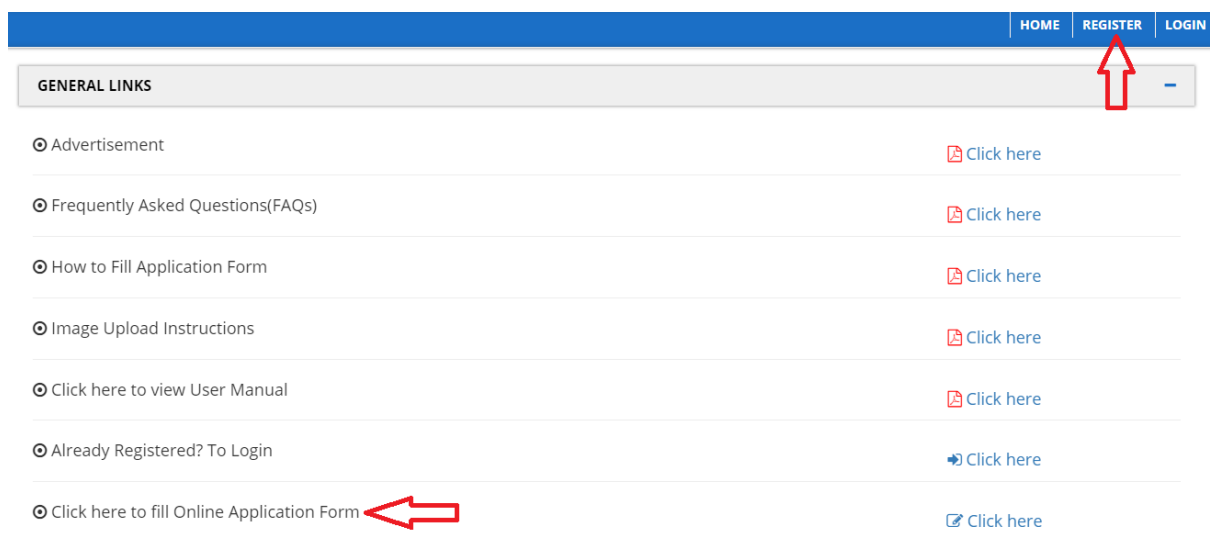 HOME REGISTER LOGIN
GENERAL LINKS
Advertisement Click here
Frequently Asked Questions(FAQs) Click here
How to Fill Application Form Click here
Image Upload Instructions Click here
Click here to view User Manual Click here
Already Registered? To Login Click here
Click here to fill Online Application Form Click here